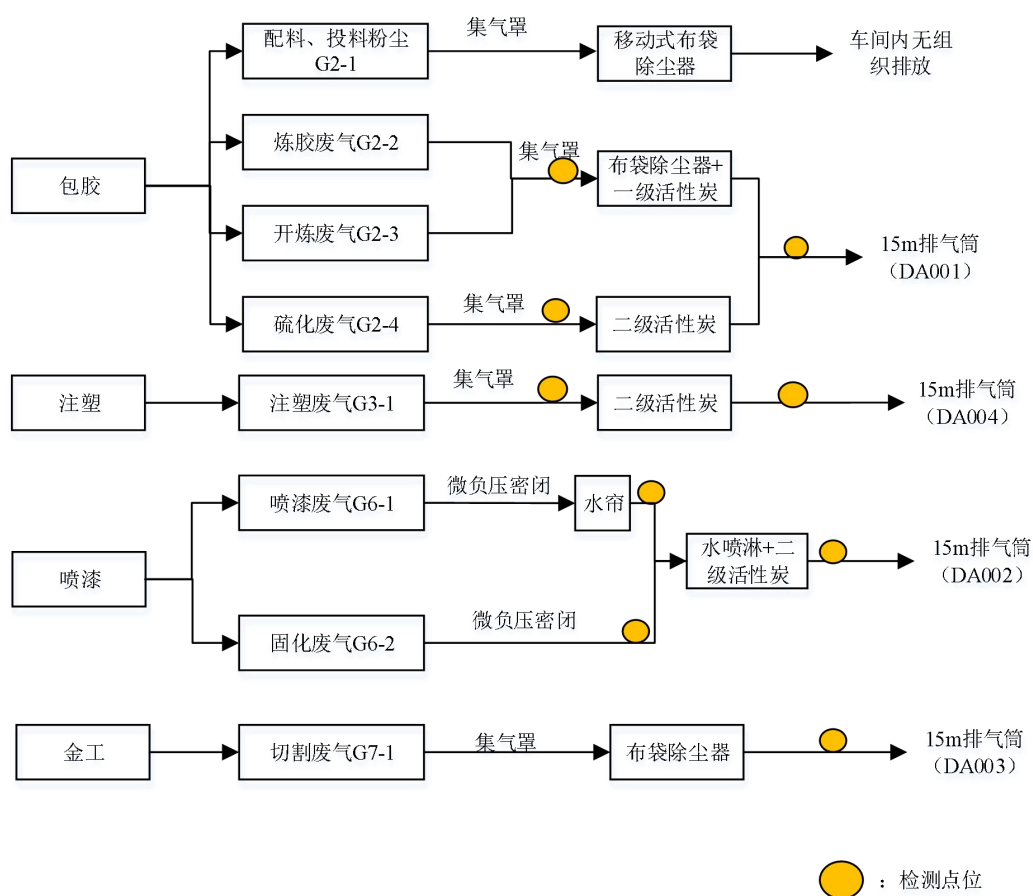 包胶
配料、投料粉尘
G2-1
集气罩
移动式布袋
除尘器
车间内无组
织排放
炼胶废气G2-2
开炼废气G2-3
集气罩
布袋除尘器+
一级活性炭
硫化废气G2-4
集气罩
二级活性炭
15m排气筒
（DA001）
注塑
注塑废气G3-1
集气罩
二级活性炭
15m排气筒
（DA004）
喷漆
喷漆废气G6-1
微负压密闭
水帘
固化废气G6-2
微负压密闭
水喷淋+二
级活性炭
15m排气筒
（DA002）
金工
切割废气G7-1
集气罩
布袋除尘器
15m排气筒
（DA003）
：检测点位